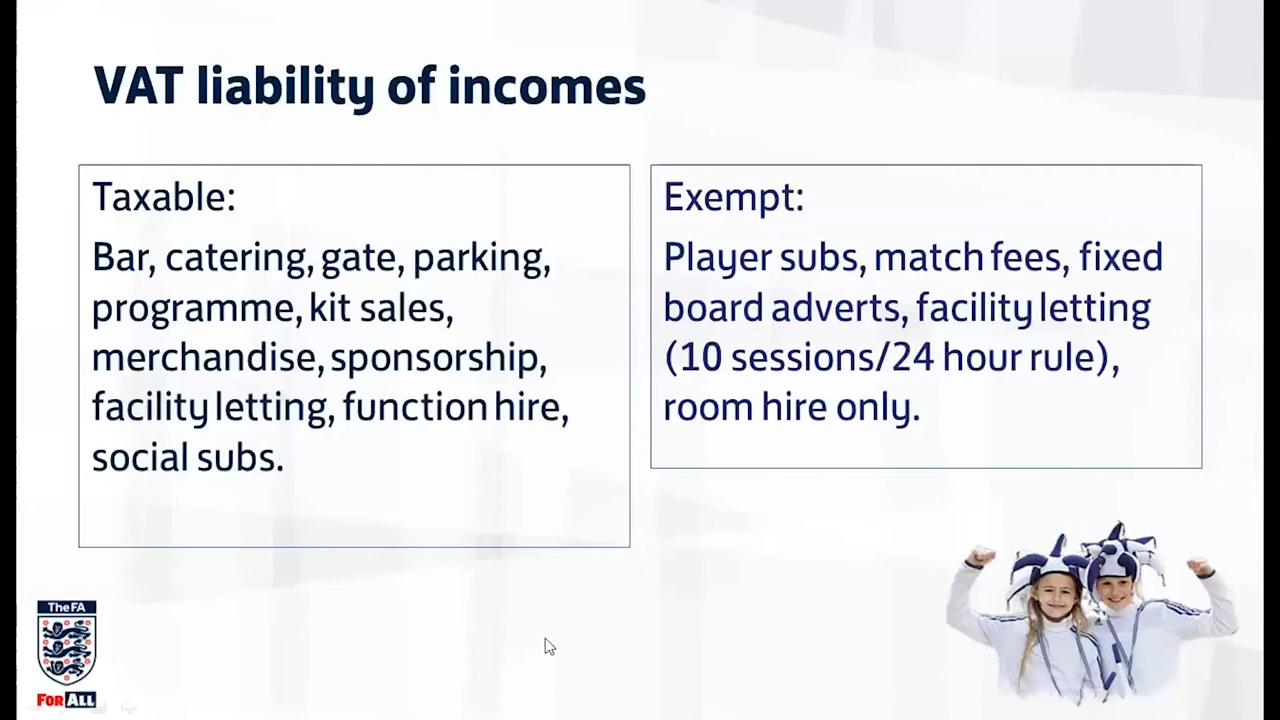 VAT liability of incomes
Taxable:
Bar, catering, gate, parking,
programme, kit sales,
merchandise, sponsorship,
facility letting, function hire,
social subs.
Exempt:
Player subs, match fees, fixed
board adverts, facility letting
(10 sessions/24 hour rule),
room hire only.
The FA
FOR ALL